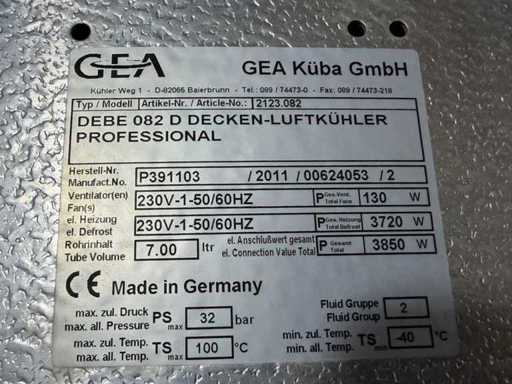 GEA GEA Küba GmbH
Kühler Weg 1 - D-82065 Baierbrunn - Tel.: 089 / 74473-0 - Fax: 089 / 74473-218
Typ / Modell Artikel-Nr. / Article-No.: 2123.082
DEBE 082 D DECKEN-LUFTKÜHLER
PROFESSIONAL
Herstell-Nr.
Manufact.No. P391103 / 2011 / 00624053 / 2
Ventilator(en)
Fan(s) 230V-1-50/60HZ P Ges.Vent. Total Fans 130 W
el. Heizung
el. Defrost 230V-1-50/60HZ P Ges. Heizung Total Defrost 3720 W
Rohrinhalt
Tube Volume 7.00 ltr el. Anschlußwert gesamt
el. Connection Value Total P Gesamt Total 3850 W
CE Made in Germany
max. zul. Druck
max. all. Pressure PS max 32 bar Fluid Gruppe
Fluid Group 2
max. zul. Temp.
max. all. Temp. TS max 100 °C min. zul. Temp.
min. all. Temp. TS min -40 °C